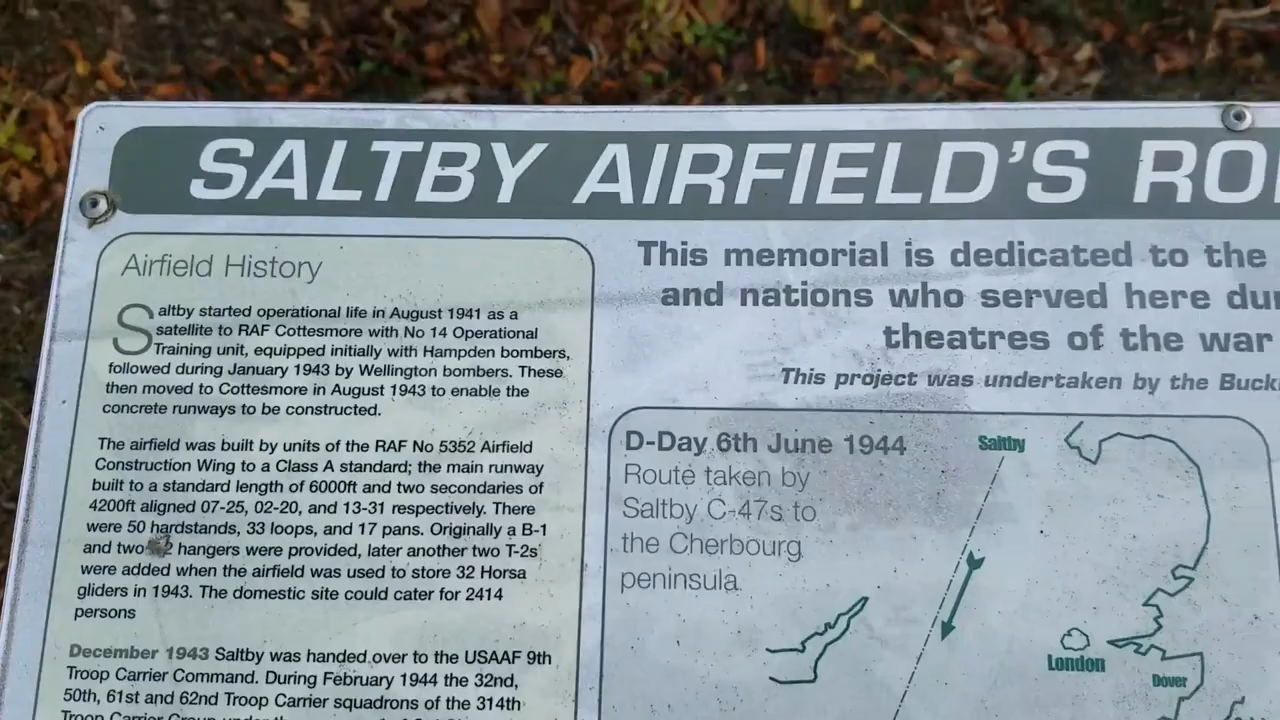 SALTBY AIRFIELD'S RO
Airfield History
Saltby started operational life in August 1941 as a
satellite to RAF Cottesmore with No 14 Operational
Training unit, equipped initially with Hampden bombers,
followed during January 1943 by Wellington bombers. These
then moved to Cottesmore in August 1943 to enable the
concrete runways to be constructed.
The airfield was built by units of the RAF No 5352 Airfield
Construction Wing to a Class A standard; the main runway
built to a standard length of 6000ft and two secondaries of
4200ft aligned 07-25, 02-20, and 13-31 respectively. There
were 50 hardstands, 33 loops, and 17 pans. Originally a B-1
and two hangers were provided, later another two T-2s
were added when the airfield was used to store 32 Horsa
gliders in 1943. The domestic site could cater for 2414
persons
December 1943 Saltby was handed over to the USAAF 9th
Troop Carrier Command. During February 1944 the 32nd,
50th, 61st and 62nd Troop Carrier squadrons of the 314th
Troop Carrier Group under the
This memorial is dedicated to the
and nations who served here du
theatres of the war
This project was undertaken by the Buck
D-Day 6th June 1944
Route taken by
Saltby C-47s to
the Cherbourg
peninsula.
Saltby
London
Dover